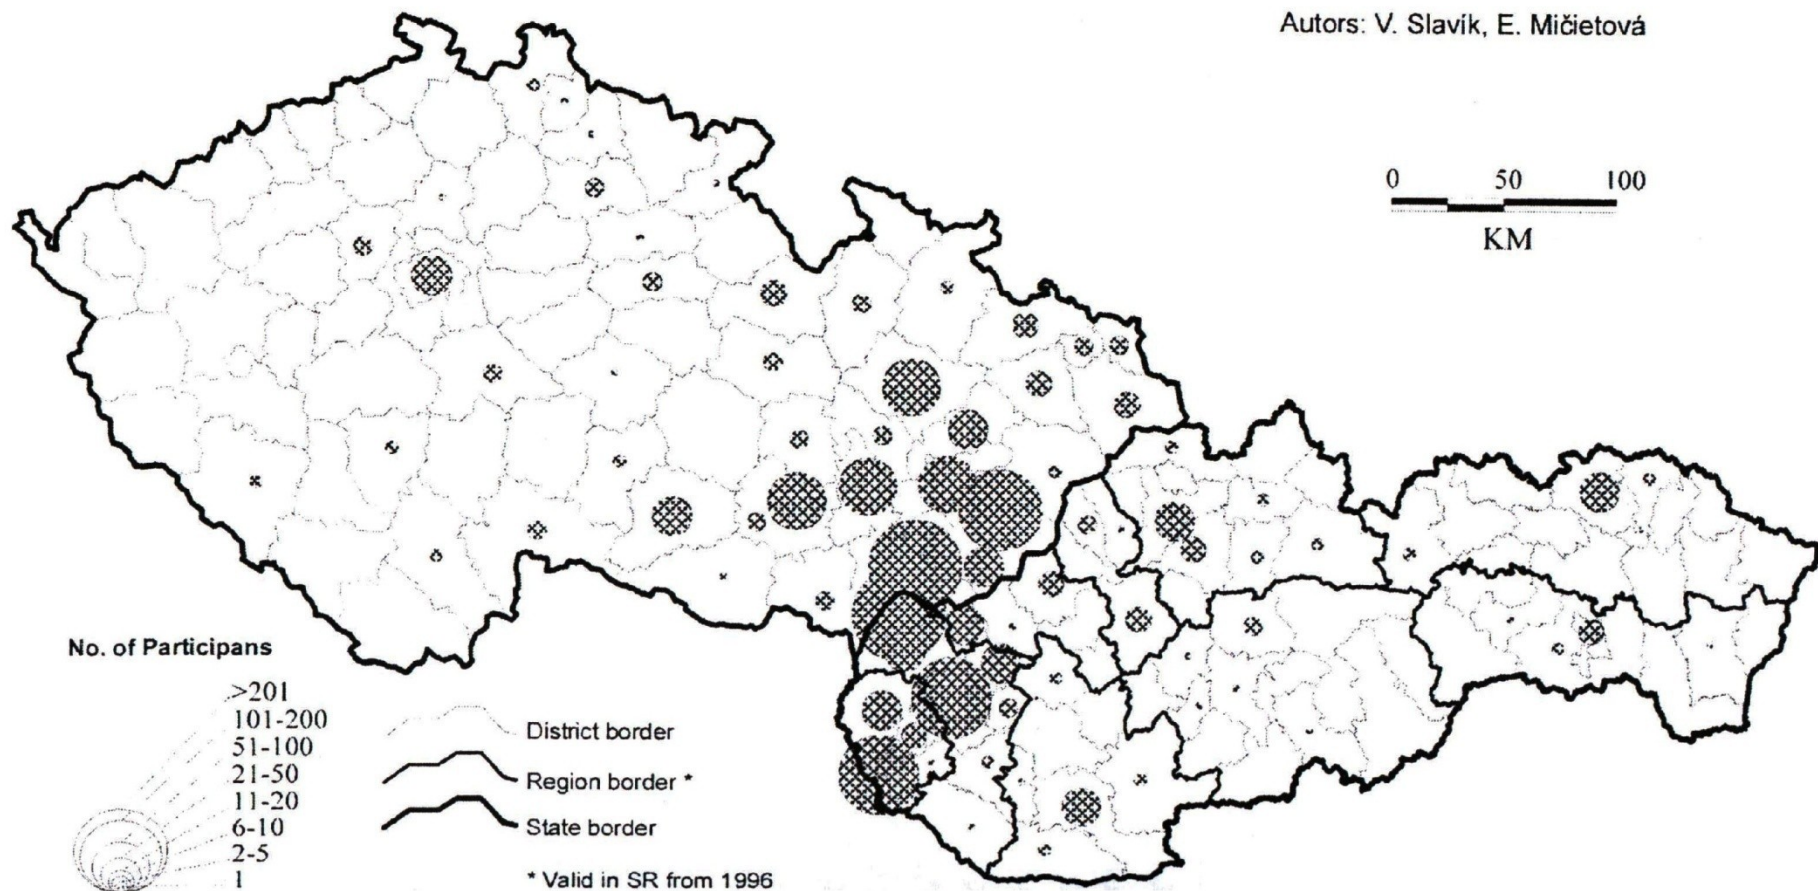 Autors: V. Slavík, E. Mičietová
0 50 100
KM
No. of Participans
>201
101-200
51-100
21-50
11-20
6-10
2-5
1
District border
Region border *
State border
* Valid in SR from 1996